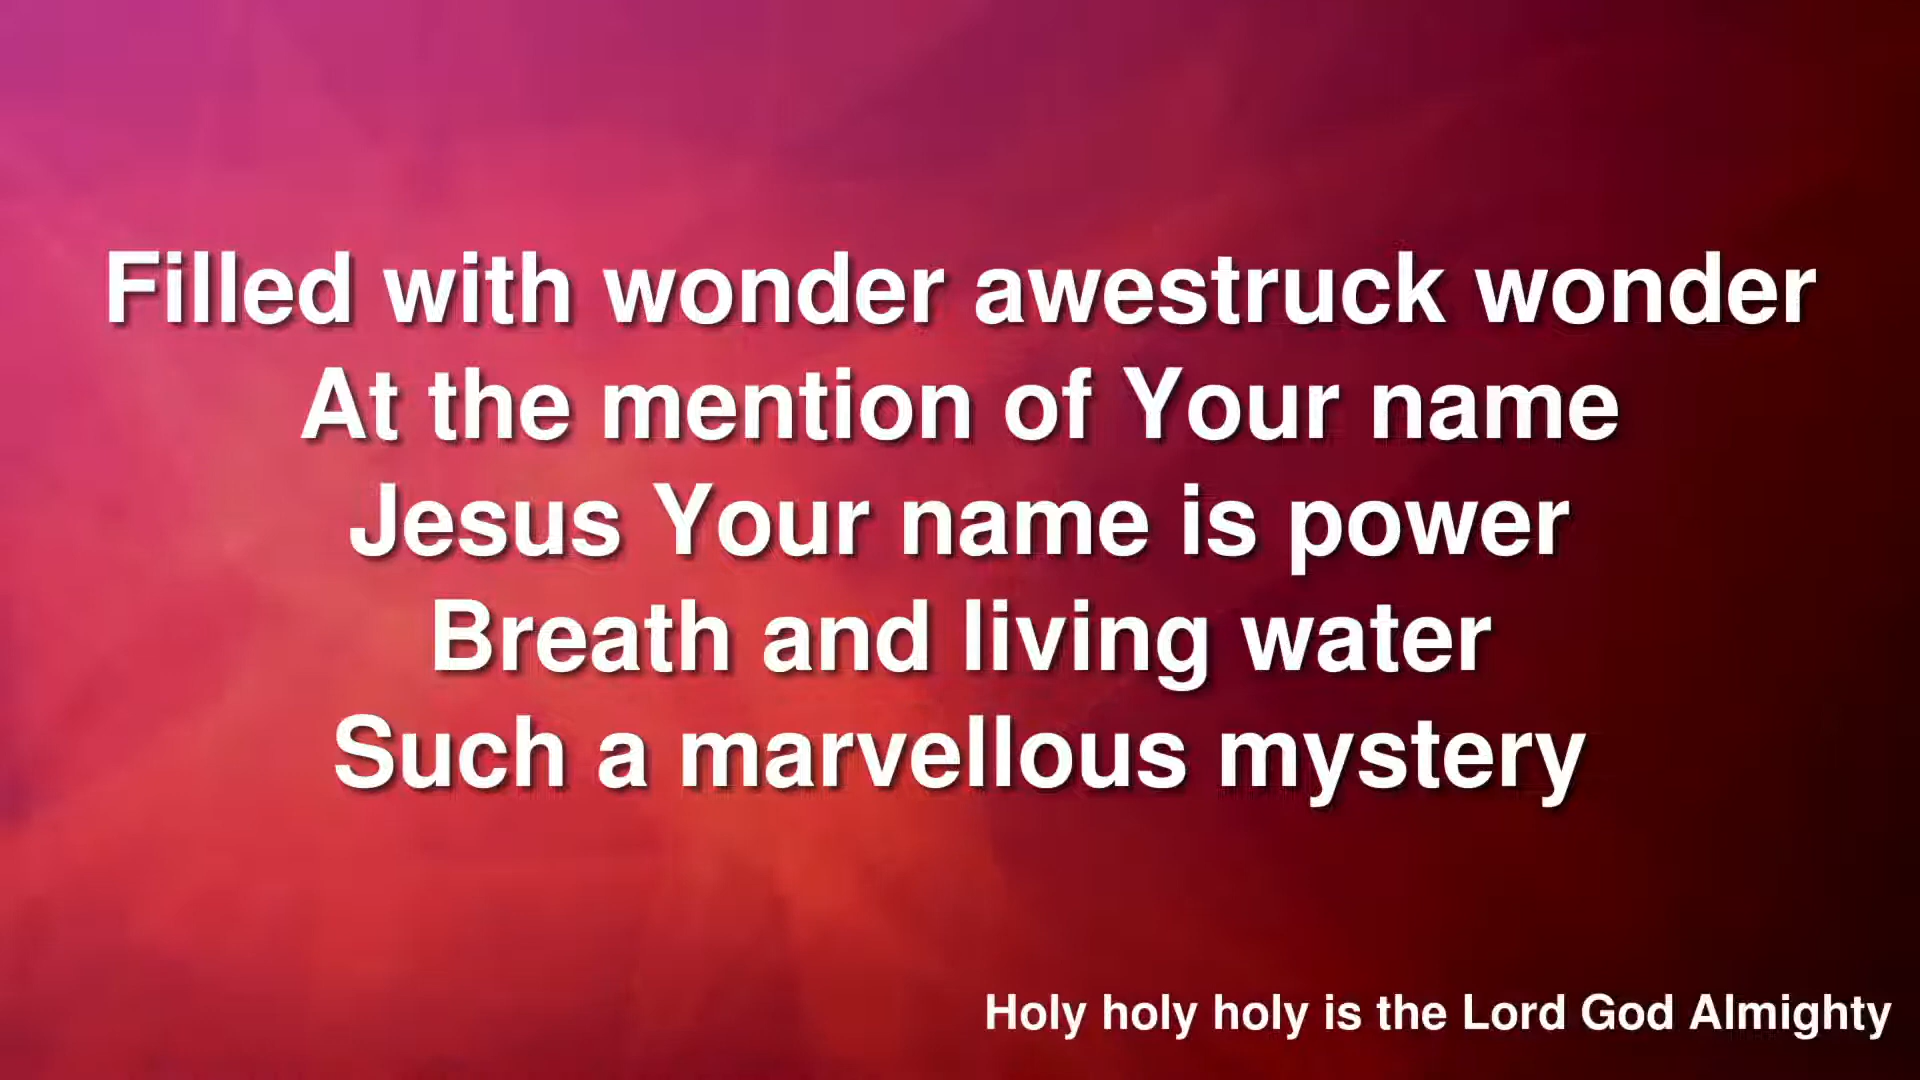 Filled with wonder awestruck wonder
At the mention of Your name
Jesus Your name is power
Breath and living water
Such a marvellous mystery
Holy holy holy is the Lord God Almighty